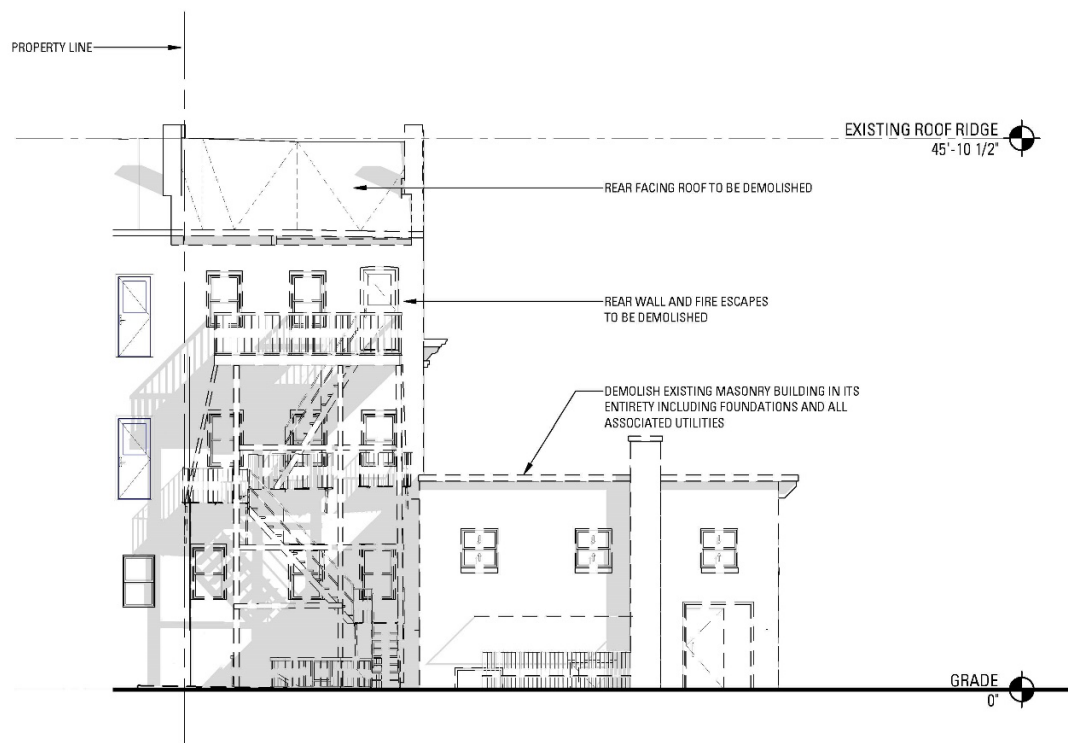 PROPERTY LINE
EXISTING ROOF RIDGE
45'-10 1/2"
REAR FACING ROOF TO BE DEMOLISHED
REAR WALL AND FIRE ESCAPES
TO BE DEMOLISHED
DEMOLISH EXISTING MASONRY BUILDING IN ITS
ENTIRETY INCLUDING FOUNDATIONS AND ALL
ASSOCIATED UTILITIES
GRADE
0"